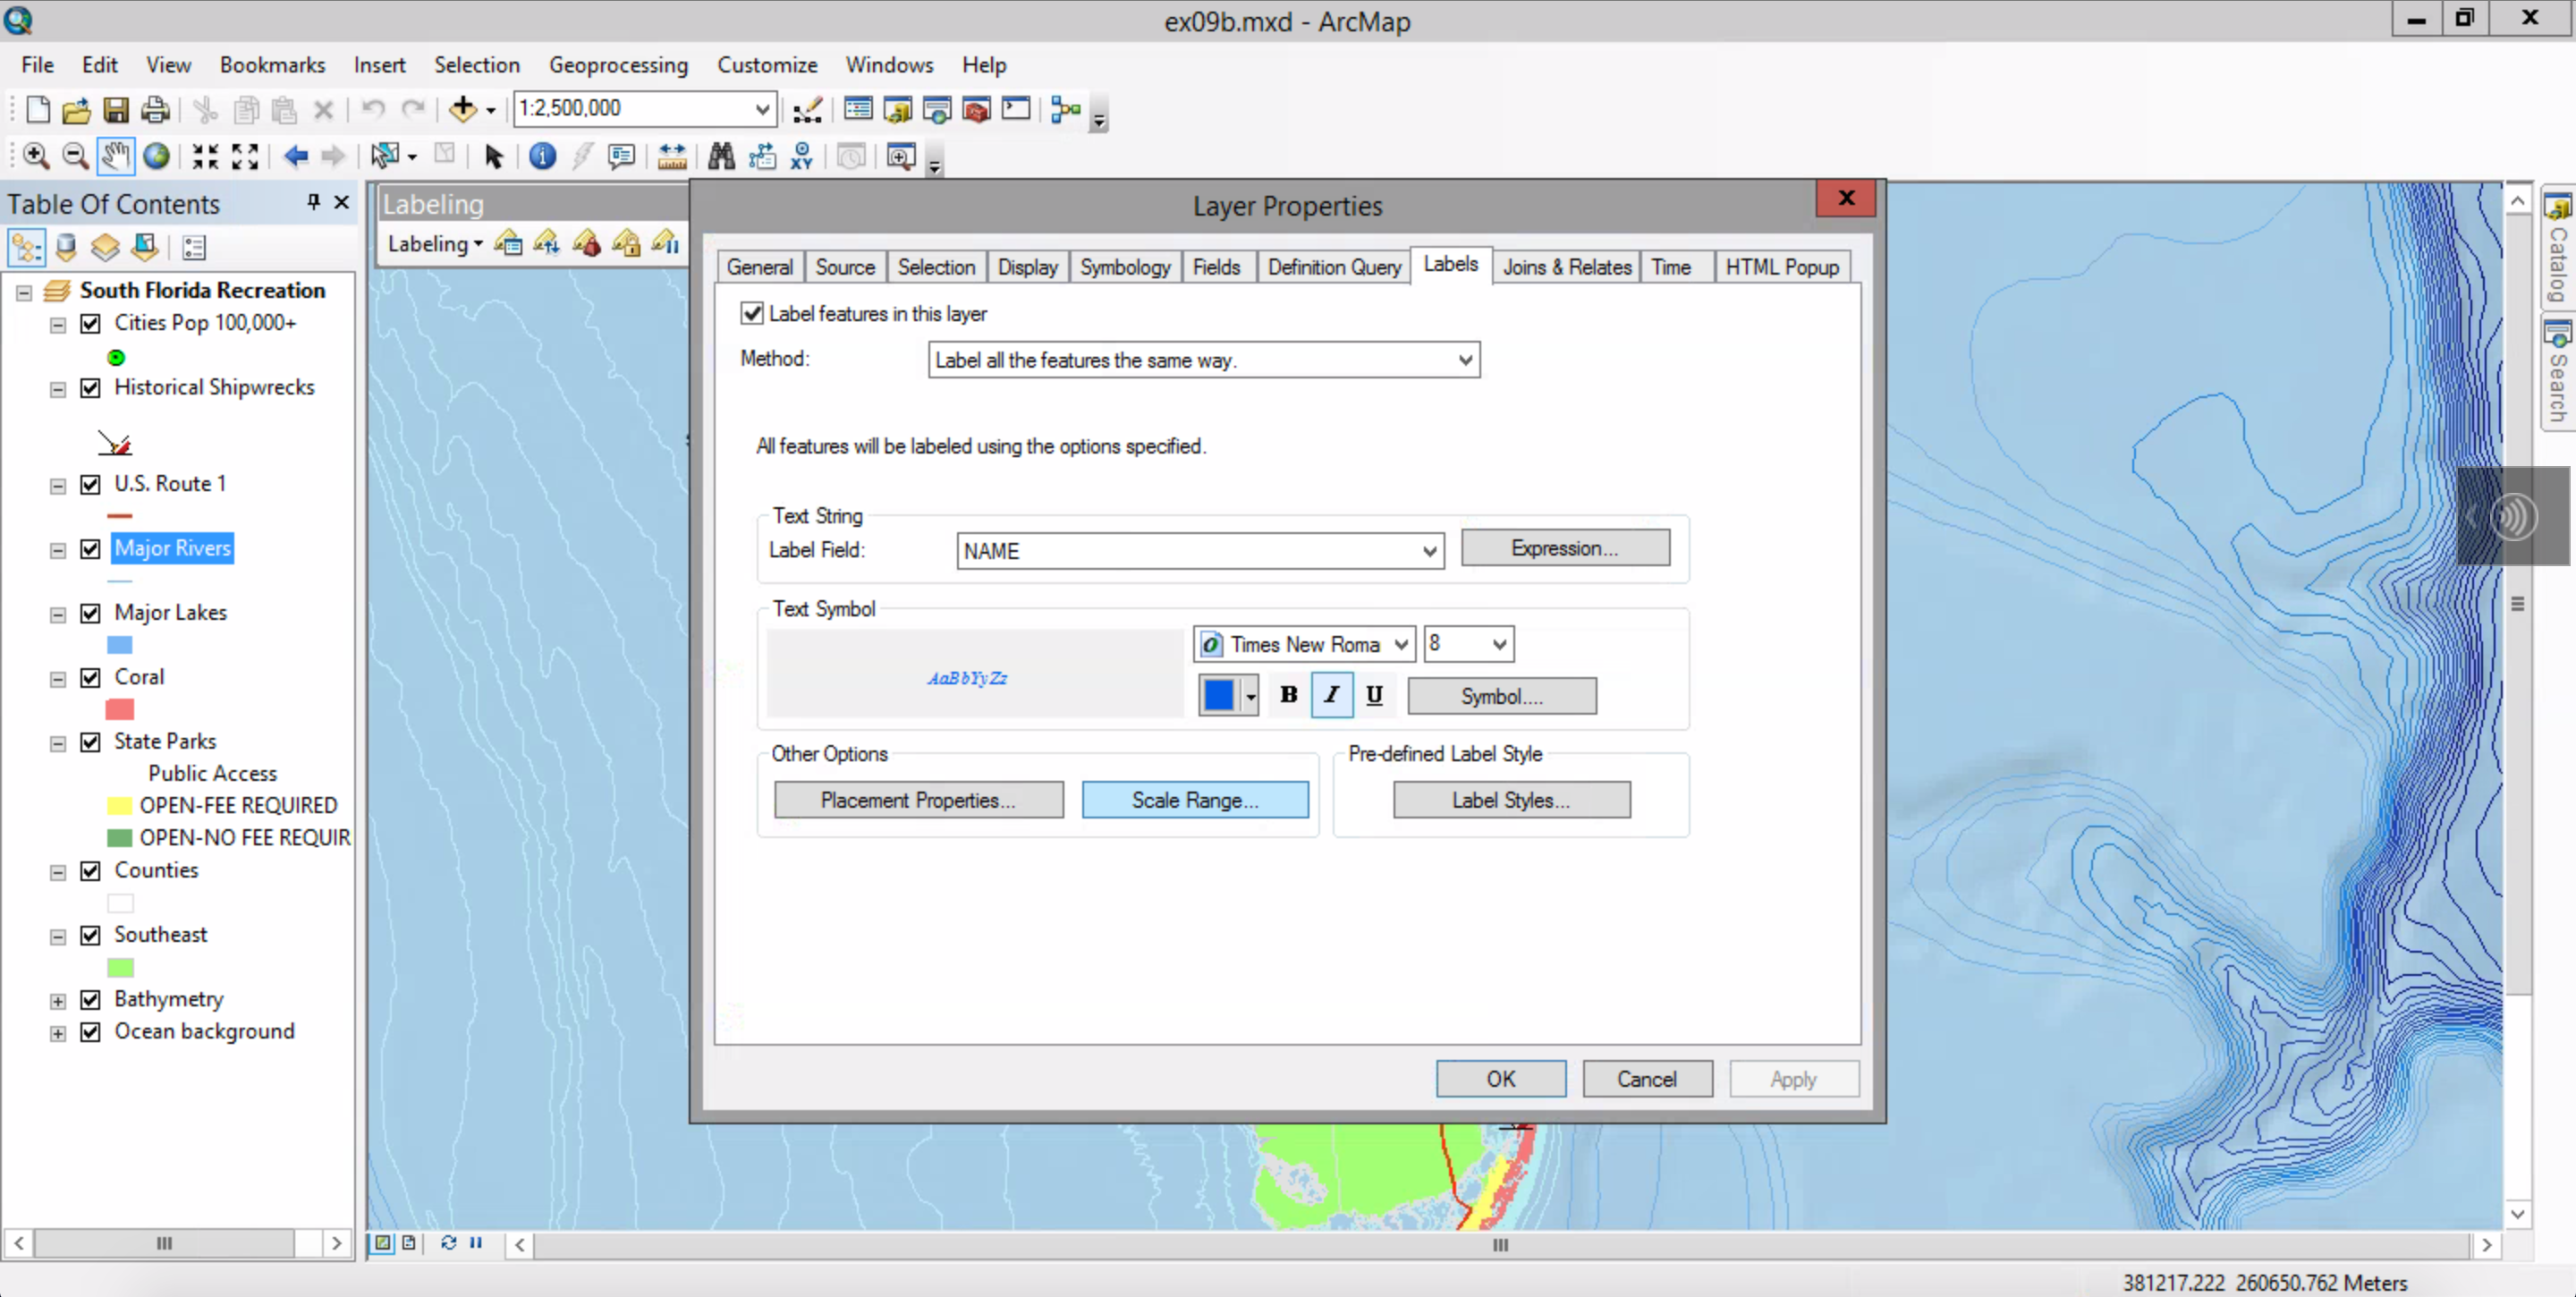 ex09b.mxd - ArcMap
File Edit View Bookmarks Insert Selection Geoprocessing Customize Windows Help
1:2,500,000
XY
Table Of Contents
South Florida Recreation
Cities Pop 100,000+
Historical Shipwrecks
U.S. Route 1
Major Rivers
Major Lakes
Coral
State Parks
Public Access
OPEN-FEE REQUIRED
OPEN-NO FEE REQUIR
Counties
Southeast
Bathymetry
Ocean background
Labeling
Labeling
Layer Properties
General Source Selection Display Symbology Fields Definition Query Labels Joins & Relates Time HTML Popup
Label features in this layer
Method: Label all the features the same way.
All features will be labeled using the options specified.
Text String
Label Field: NAME Expression...
Text Symbol
AaBbYyZz
Times New Roma 8
B I U Symbol....
Other Options
Placement Properties... Scale Range...
Pre-defined Label Style
Label Styles...
OK Cancel Apply
Catalog
Search
381217.222 260650.762 Meters